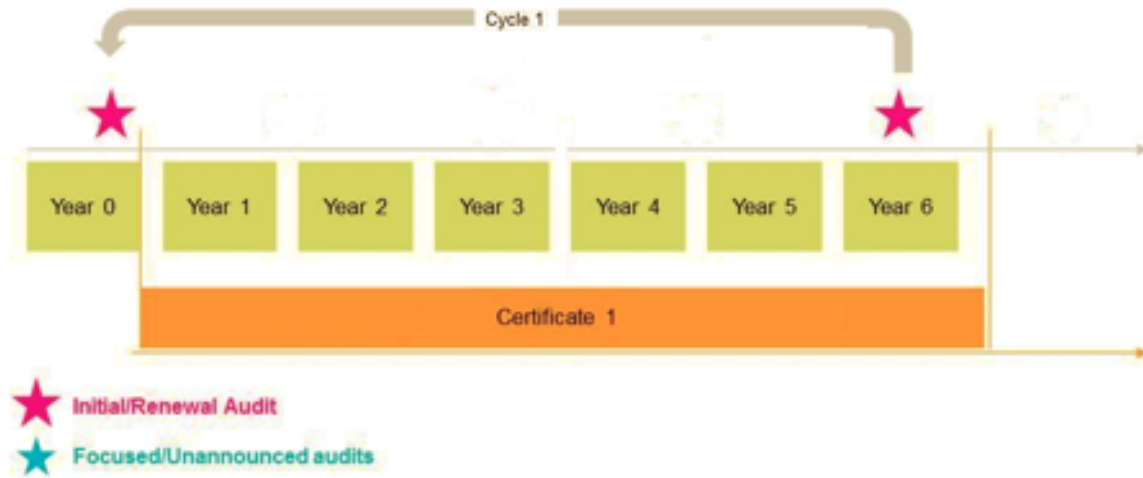 Cycle 1
Year 0
Year 1
Year 2
Year 3
Year 4
Year 5
Year 6
Certificate 1
Initial/Renewal Audit
Focused/Unannounced audits